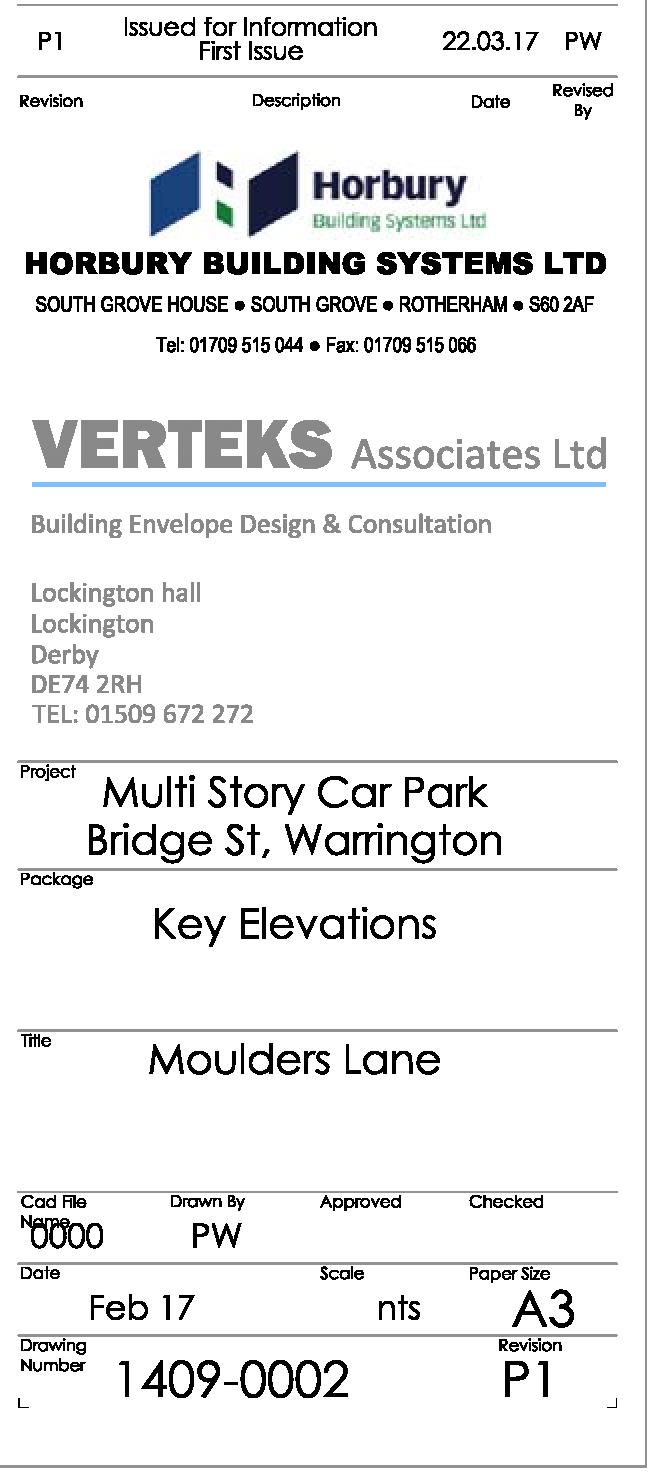 P1 Issued for Information First Issue 22.03.17 PW
Revision Description Date Revised By
Horbury
Building Systems Ltd
HORBURY BUILDING SYSTEMS LTD
SOUTH GROVE HOUSE ● SOUTH GROVE ● ROTHERHAM ● S60 2AF
Tel: 01709 515 044 ● Fax: 01709 515 066
VERTEKS Associates Ltd
Building Envelope Design & Consultation
Lockington hall
Lockington
Derby
DE74 2RH
TEL: 01509 672 272
Project
Multi Story Car Park
Bridge St, Warrington
Package
Key Elevations
Title
Moulders Lane
Cad File Name Drawn By Approved Checked
0000 PW
Date Scale Paper Size
Feb 17 nts A3
Drawing Number Revision
1409-0002 P1